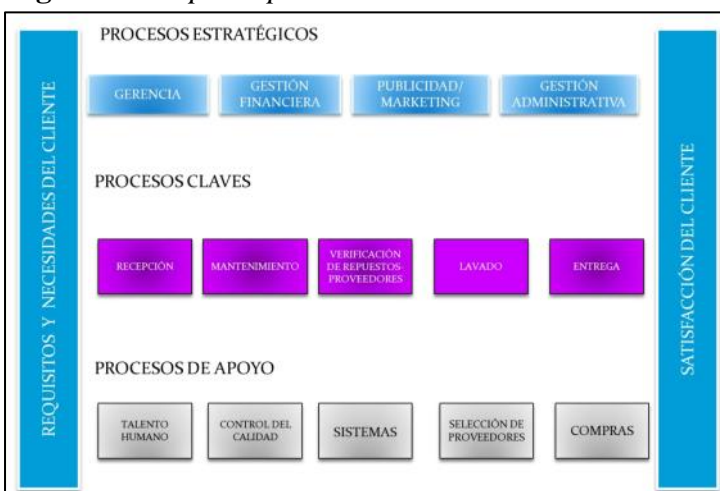 PROCESOS ESTRATÉGICOS
GERENCIA
GESTIÓN
FINANCIERA
PUBLICIDAD/
MARKETING
GESTIÓN
ADMINISTRATIVA
REQUISITOS Y NECESIDADES DEL CLIENTE
PROCESOS CLAVES
RECEPCIÓN
MANTENIMIENTO
VERIFICACIÓN
DE REPUESTOS-
PROVEEDORES
LAVADO
ENTREGA
SATISFACCIÓN DEL CLIENTE
PROCESOS DE APOYO
TALENTO
HUMANO
CONTROL DEL
CALIDAD
SISTEMAS
SELECCIÓN DE
PROVEEDORES
COMPRAS